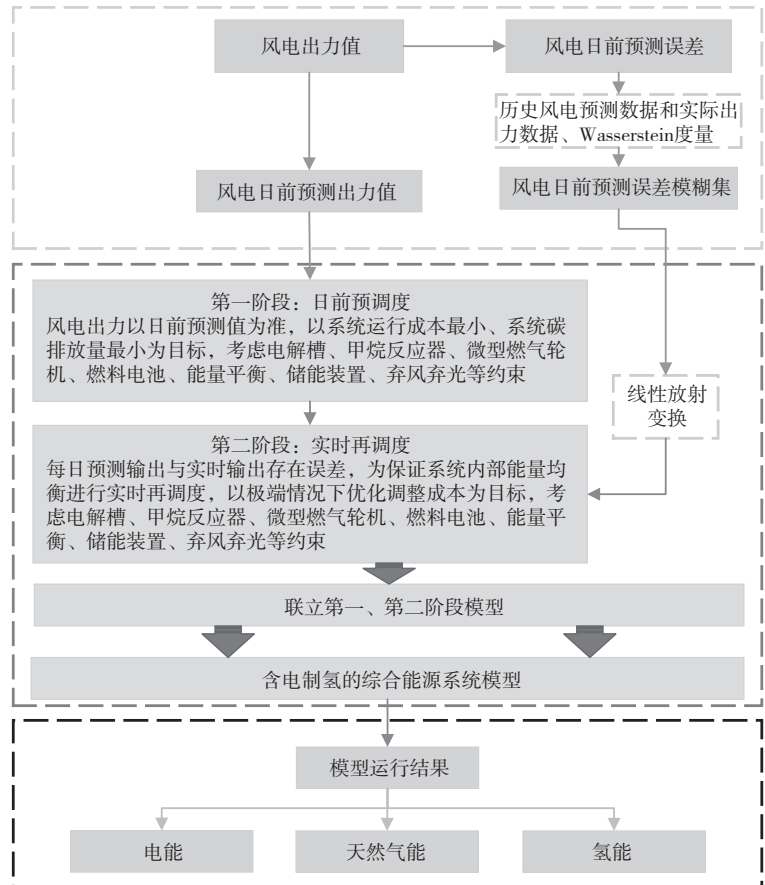 风电出力值
风电日前预测误差
历史风电预测数据和实际出
力数据、Wasserstein度量
风电日前预测出力值
风电日前预测误差模糊集
第一阶段：日前预调度
风电出力以日前预测值为准，以系统运行成本最小、系统碳
排放量最小为目标，考虑电解槽、甲烷反应器、微型燃气轮
机、燃料电池、能量平衡、储能装置、弃风弃光等约束
线性放射
变换
第二阶段：实时再调度
每日预测输出与实时输出存在误差，为保证系统内部能量均
衡进行实时再调度，以极端情况下优化调整成本为目标，考
虑电解槽、甲烷反应器、微型燃气轮机、燃料电池、能量平
衡、储能装置、弃风弃光等约束
联立第一、第二阶段模型
含电制氢的综合能源系统模型
模型运行结果
电能
天然气能
氢能